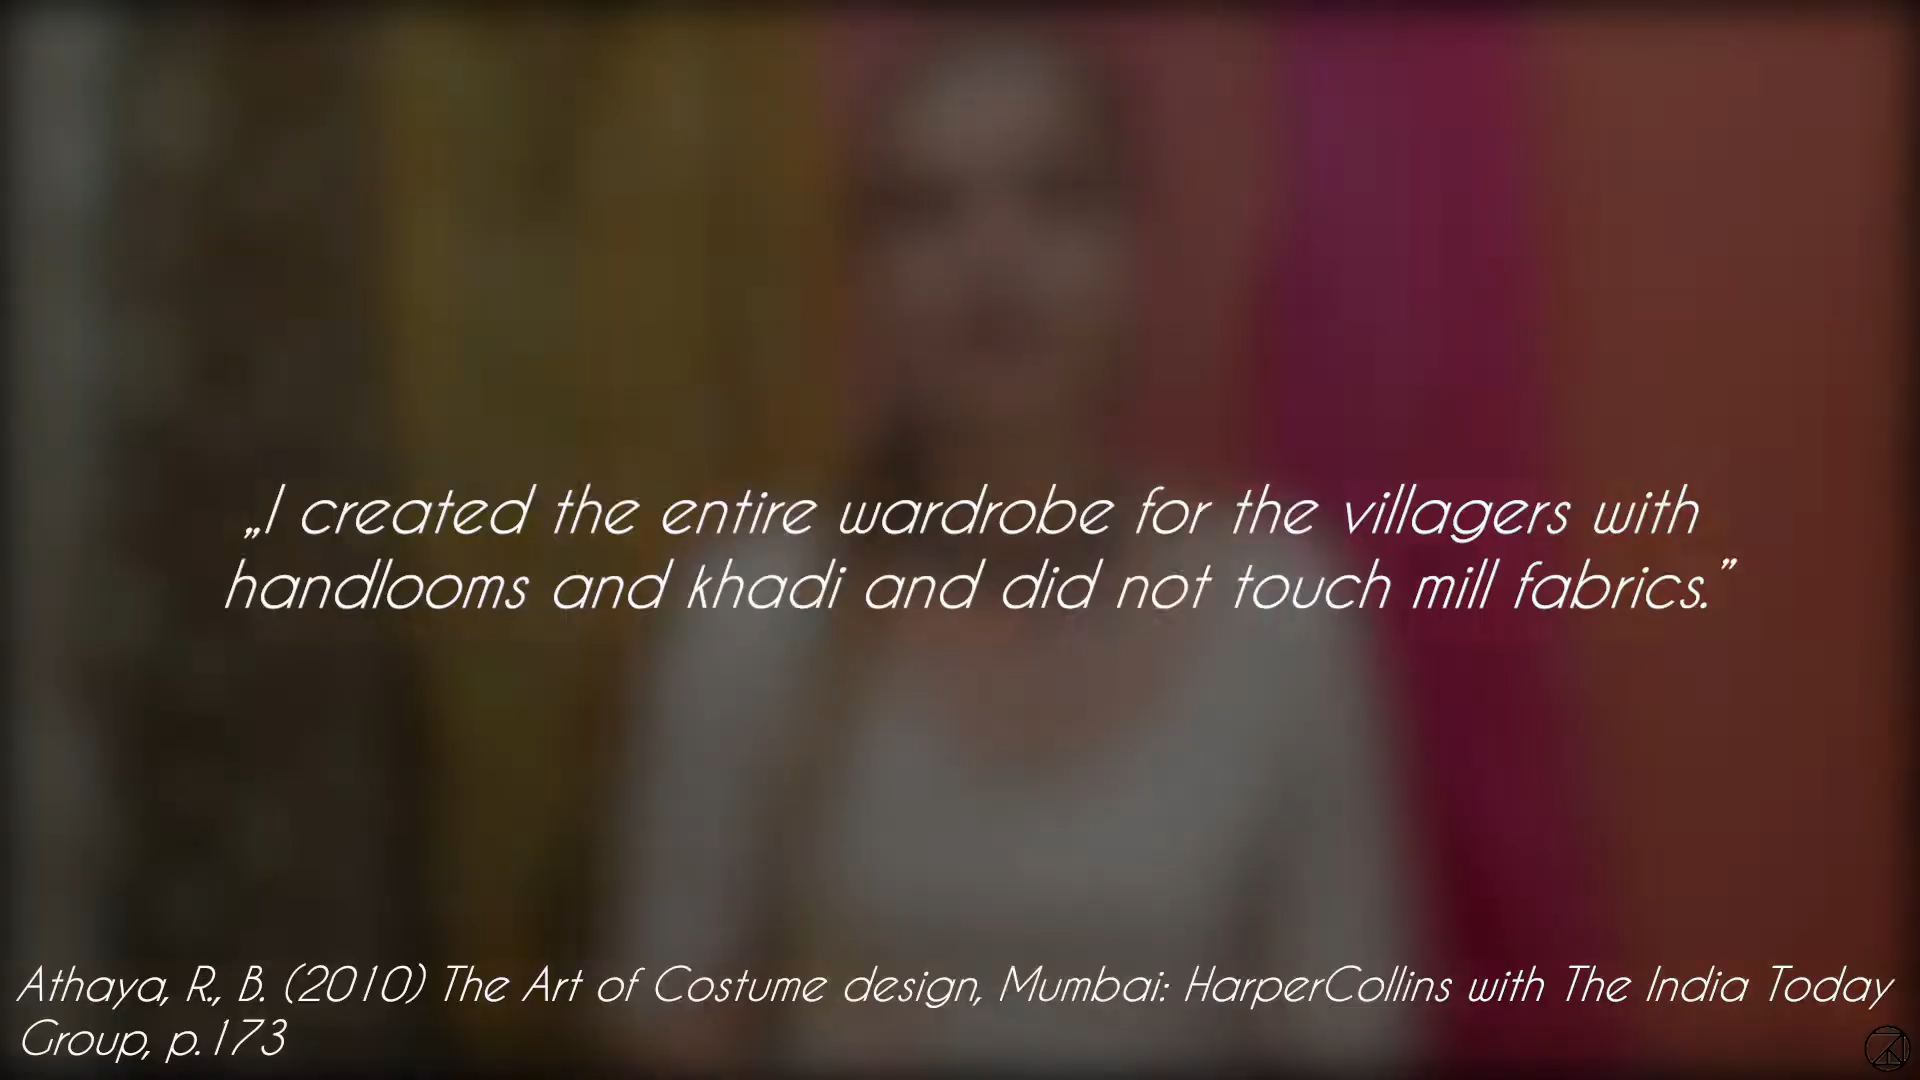 „I created the entire wardrobe for the villagers with
handlooms and khadi and did not touch mill fabrics.”
Athaya, R., B. (2010) The Art of Costume design, Mumbai: HarperCollins with The India Today
Group, p.173